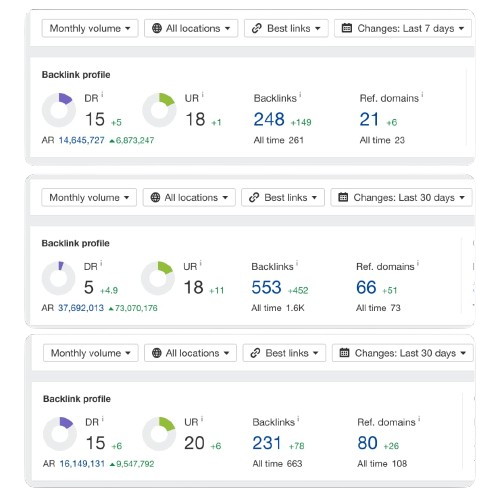 Monthly volume All locations Best links Changes: Last 7 days
Backlink profile
DR i UR i Backlinks i Ref. domains i
15 +5 18 +1 248 +149 21 +6
AR 14,645,727 ▲6,873,247 All time 261 All time 23
Monthly volume All locations Best links Changes: Last 30 days
Backlink profile
DR i UR i Backlinks i Ref. domains i
5 +4.9 18 +11 553 +452 66 +51
AR 37,692,013 ▲73,070,176 All time 1.6K All time 73
Monthly volume All locations Best links Changes: Last 30 days
Backlink profile
DR i UR i Backlinks i Ref. domains i
15 +6 20 +6 231 +78 80 +26
AR 16,149,131 ▲9,547,792 All time 663 All time 108